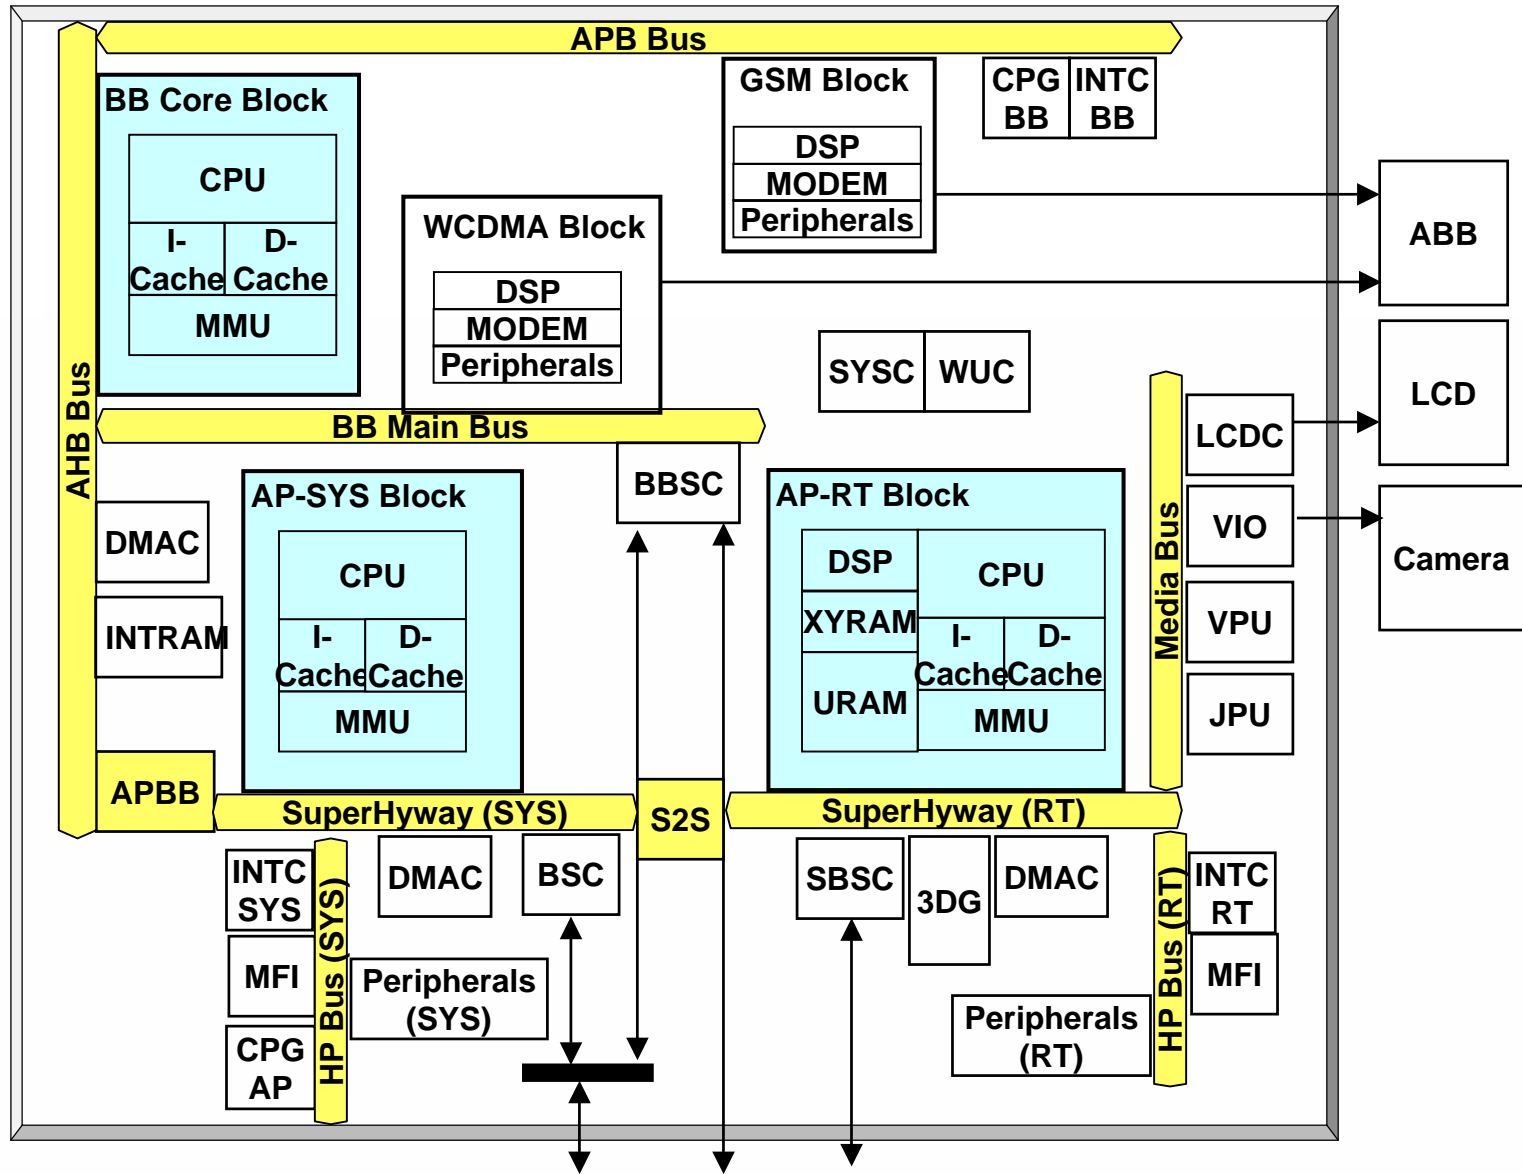 APB Bus
BB Core Block
CPU
I-
Cache
D-
Cache
MMU
GSM Block
DSP
MODEM
Peripherals
CPG
BB
INTC
BB
WCDMA Block
DSP
MODEM
Peripherals
ABB
SYSC
WUC
LCD
AHB Bus
BB Main Bus
BBSC
LCDC
Media Bus
VIO
Camera
VPU
JPU
DMAC
INTRAM
AP-SYS Block
CPU
I-
Cache
D-
Cache
MMU
AP-RT Block
DSP
XYRAM
URAM
CPU
I-
Cache
D-
Cache
MMU
APBB
SuperHyway (SYS)
S2S
SuperHyway (RT)
INTC
SYS
MFI
CPG
AP
HP Bus (SYS)
DMAC
BSC
Peripherals
(SYS)
SBSC
3DG
DMAC
Peripherals
(RT)
HP Bus (RT)
INTC
RT
MFI